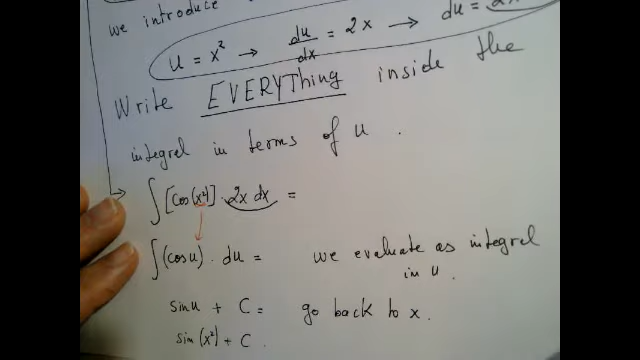 we introduce
u = x² → du/dx = 2x → du = 2x
Write EVERYThing inside the
integral in terms of u.
∫ [cos(x²)] · 2x dx =
∫ (cos u) · du = we evaluate as integral
in u.
sin u + C = go back to x.
sin (x²) + C.